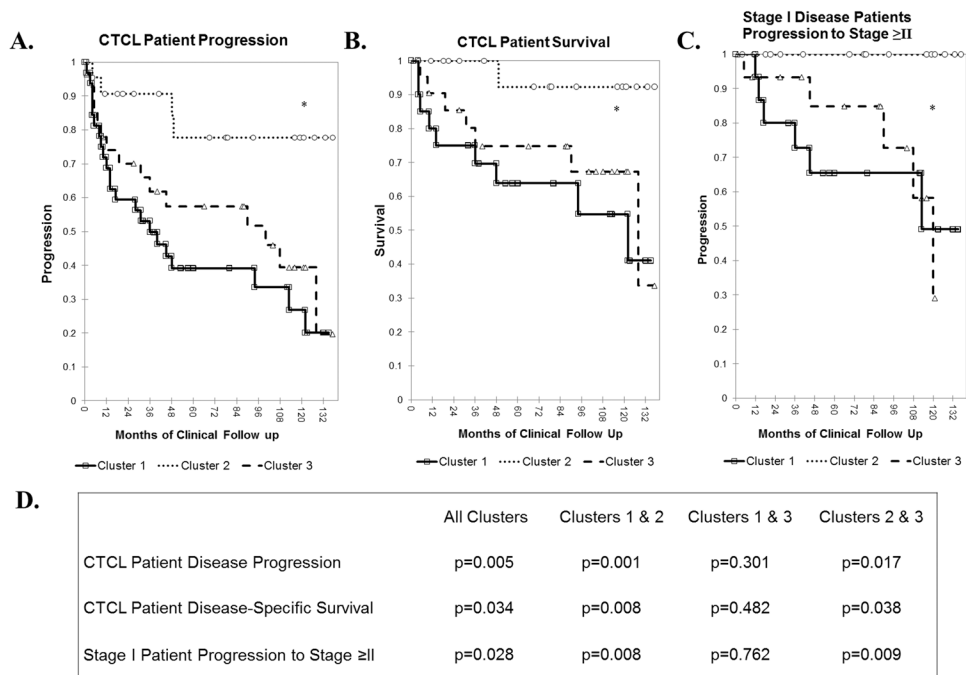 A.
CTCL Patient Progression
Progression
1
0.9
0.8
0.7
0.6
0.5
0.4
0.3
0.2
0.1
0
*
0 12 24 36 48 60 72 84 96 108 120 132
Months of Clinical Follow up
Cluster 1 Cluster 2 Cluster 3
B.
CTCL Patient Survival
Survival
1
0.9
0.8
0.7
0.6
0.5
0.4
0.3
0.2
0.1
0
*
0 12 24 36 48 60 72 84 96 108 120 132
Months of Clinical Follow up
Cluster 1 Cluster 2 Cluster 3
Stage I Disease Patients
Progression to Stage ≥II
C.
Progression
1
0.9
0.8
0.7
0.6
0.5
0.4
0.3
0.2
0.1
0
*
0 12 24 36 48 60 72 84 96 108 120 132
Months of Clinical Follow up
Cluster 1 Cluster 2 Cluster 3
D.
All Clusters Clusters 1 & 2 Clusters 1 & 3 Clusters 2 & 3
CTCL Patient Disease Progression p=0.005 p=0.001 p=0.301 p=0.017
CTCL Patient Disease-Specific Survival p=0.034 p=0.008 p=0.482 p=0.038
Stage I Patient Progression to Stage ≥II p=0.028 p=0.008 p=0.762 p=0.009